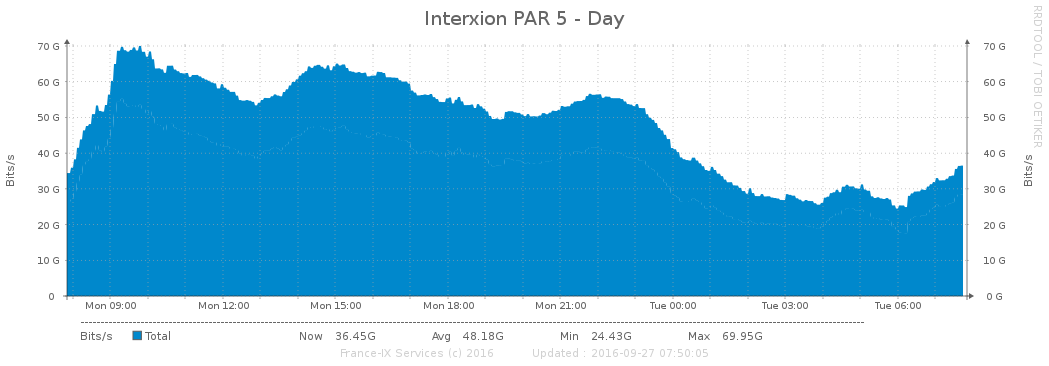 Interxion PAR 5 - Day
RRDTOOL / TOBI OETIKER
Bits/s
70 G
60 G
50 G
40 G
30 G
20 G
10 G
0
70 G
60 G
50 G
40 G
30 G
20 G
10 G
0 G
Bits/s
Mon 09:00 Mon 12:00 Mon 15:00 Mon 18:00 Mon 21:00 Tue 00:00 Tue 03:00 Tue 06:00
Bits/s Total Now 36.45G Avg 48.18G Min 24.43G Max 69.95G
France-IX Services (c) 2016 Updated : 2016-09-27 07:50:05